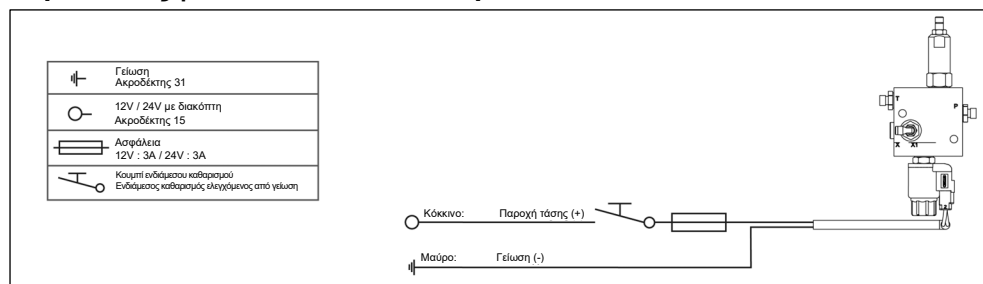 Γείωση
Ακροδέκτης 31
12V / 24V με διακόπτη
Ακροδέκτης 15
Ασφάλεια
12V : 3A / 24V : 3A
Κουμπί ενδιάμεσου καθαρισμού
Ενδιάμεσος καθαρισμός ελεγχόμενος από γείωση
T
P
X X1
Κόκκινο: Παροχή τάσης (+)
Μαύρο: Γείωση (-)